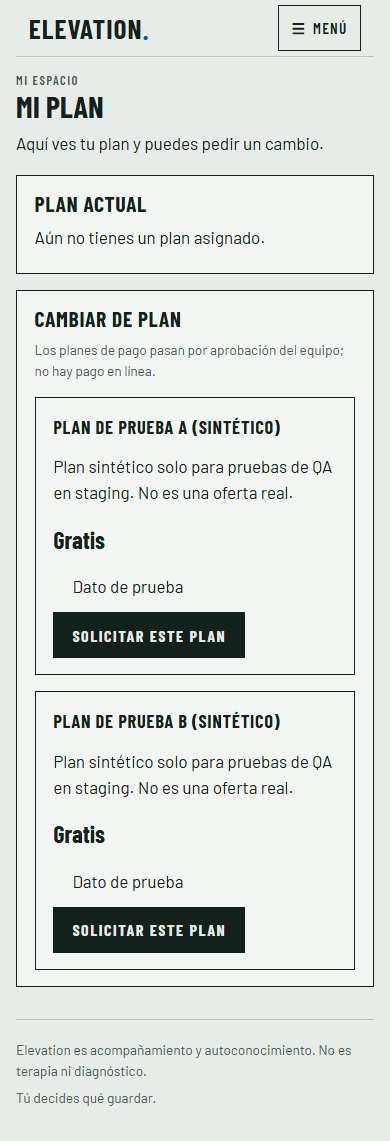 ELEVATION.
☰ MENÚ
MI ESPACIO
MI PLAN
Aquí ves tu plan y puedes pedir un cambio.
PLAN ACTUAL
Aún no tienes un plan asignado.
CAMBIAR DE PLAN
Los planes de pago pasan por aprobación del equipo;
no hay pago en línea.
PLAN DE PRUEBA A (SINTÉTICO)
Plan sintético solo para pruebas de QA
en staging. No es una oferta real.
Gratis
Dato de prueba
SOLICITAR ESTE PLAN
PLAN DE PRUEBA B (SINTÉTICO)
Plan sintético solo para pruebas de QA
en staging. No es una oferta real.
Gratis
Dato de prueba
SOLICITAR ESTE PLAN
Elevation es acompañamiento y autoconocimiento. No es
terapia ni diagnóstico.
Tú decides qué guardar.